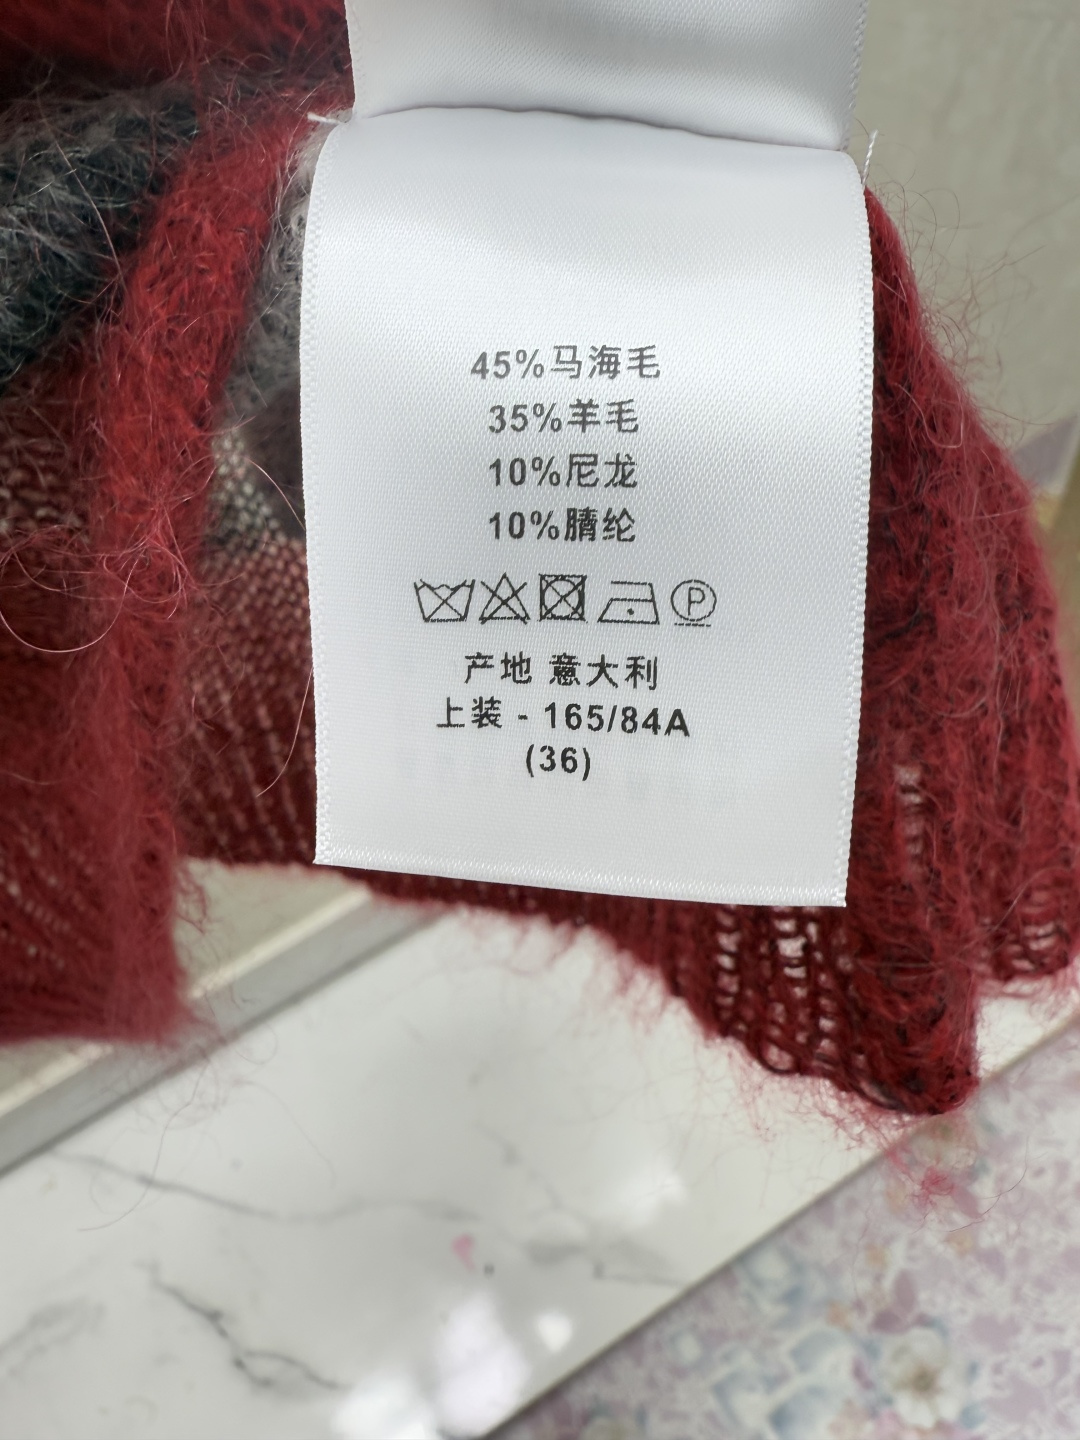 45%马海毛
35%羊毛
10%尼龙
10%腈纶
P
产地 意大利
上装 - 165/84A
(36)